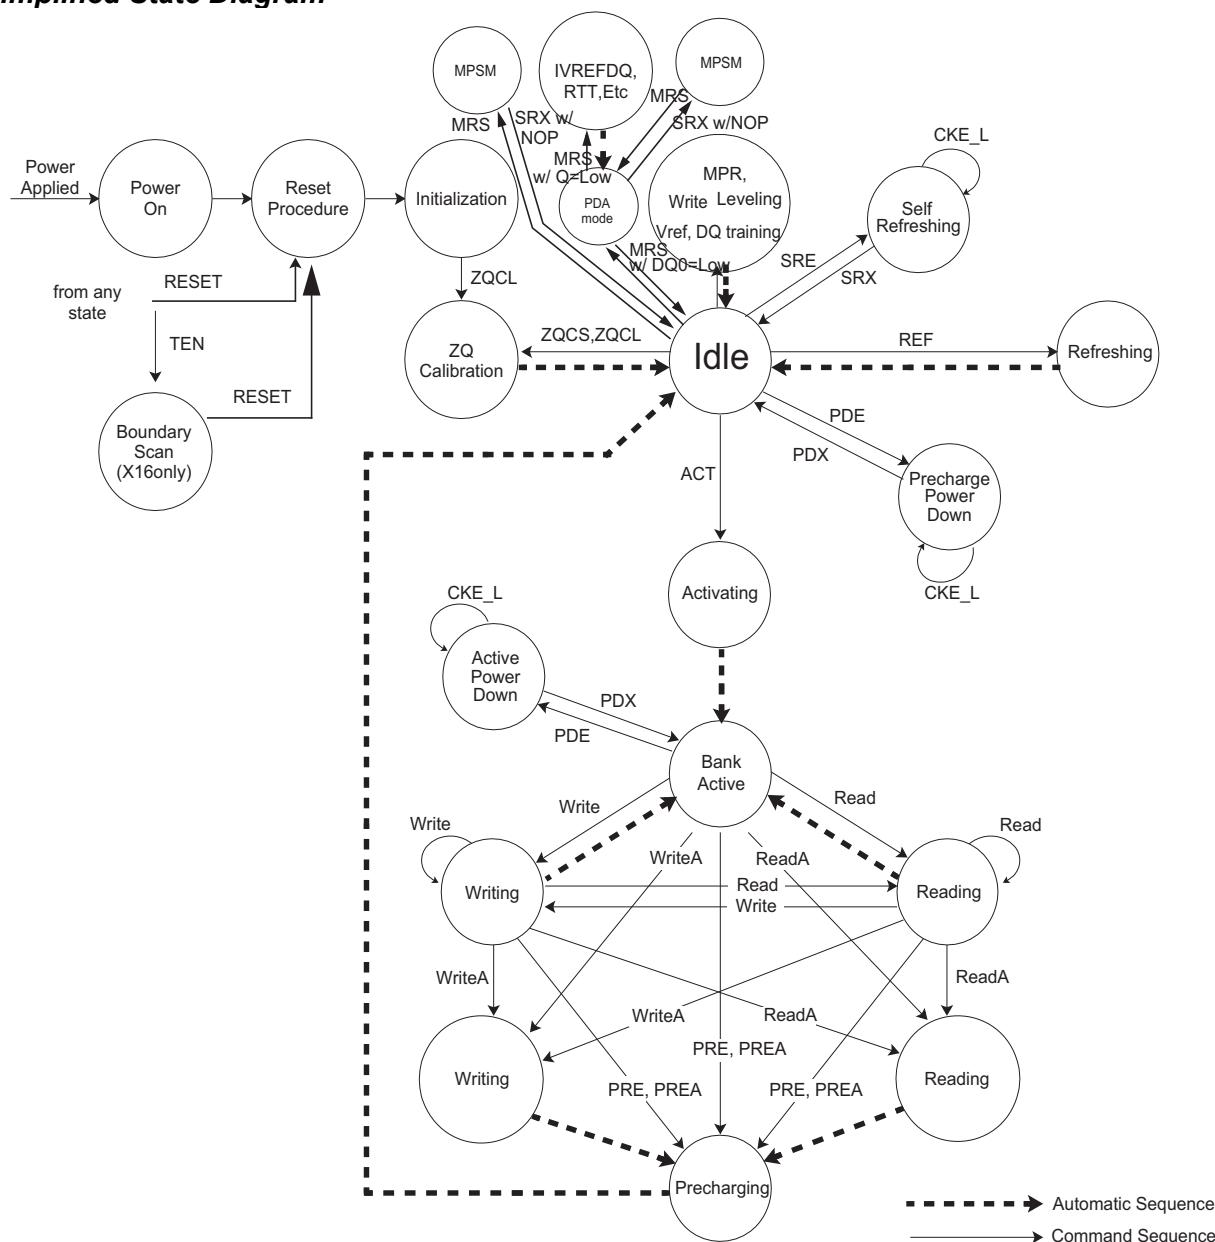 Simplified State Diagram
MPSM
IVREFDQ,
RTT,Etc
MPSM
MRS
SRX w/
NOP
MRS
SRX w/NOP
CKE_L
Power
Applied
Power
On
Reset
Procedure
Initialization
MRS
w/ Q=Low
PDA
mode
MPR,
Write Leveling
Vref, DQ training
Self
Refreshing
MRS
w/ DQ0=Low
SRE
SRX
from any
state
RESET
ZQCL
TEN
ZQ
Calibration
ZQCS,ZQCL
Idle
REF
Refreshing
RESET
Boundary
Scan
(X16only)
PDE
PDX
ACT
Precharge
Power
Down
CKE_L
Activating
CKE_L
Active
Power
Down
PDX
PDE
Bank
Active
Write
Read
Write
WriteA
ReadA
Read
Writing
Read
Write
Reading
WriteA
ReadA
WriteA
ReadA
PRE, PREA
Writing
PRE, PREA
PRE, PREA
Reading
Precharging
Automatic Sequence
Command Sequence